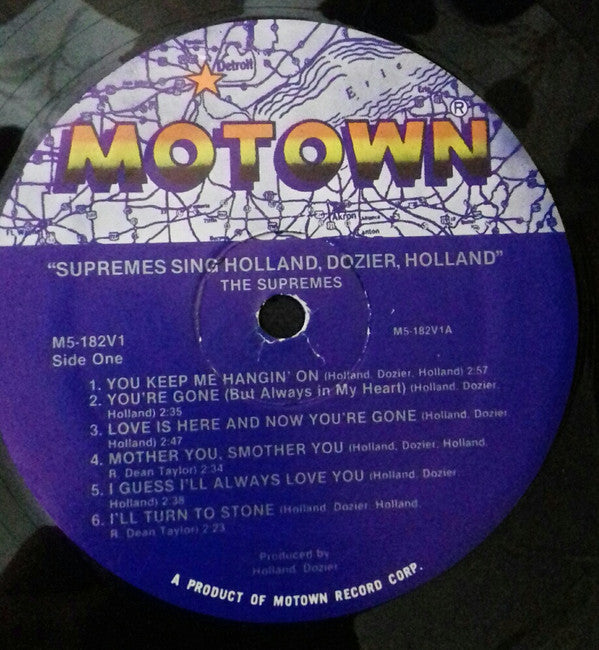 Detroit
Erie
MOTOWN®
Akron
Canton
"SUPREMES SING HOLLAND, DOZIER, HOLLAND"
THE SUPREMES
M5-182V1
M5-182V1A
Side One
1. YOU KEEP ME HANGIN' ON (Holland, Dozier, Holland) 2:57
2. YOU'RE GONE (But Always in My Heart) (Holland, Dozier,
Holland) 2:35
3. LOVE IS HERE AND NOW YOU'RE GONE (Holland, Dozier
Holland) 2:47
4. MOTHER YOU, SMOTHER YOU (Holland, Dozier, Holland,
R. Dean Taylor) 2:34
5. I GUESS I'LL ALWAYS LOVE YOU (Holland, Dozier,
Holland) 2:38
6. I'LL TURN TO STONE (Holland, Dozier, Holland,
R. Dean Taylor) 2:23
Produced by
Holland, Dozier
A PRODUCT OF MOTOWN RECORD CORP.